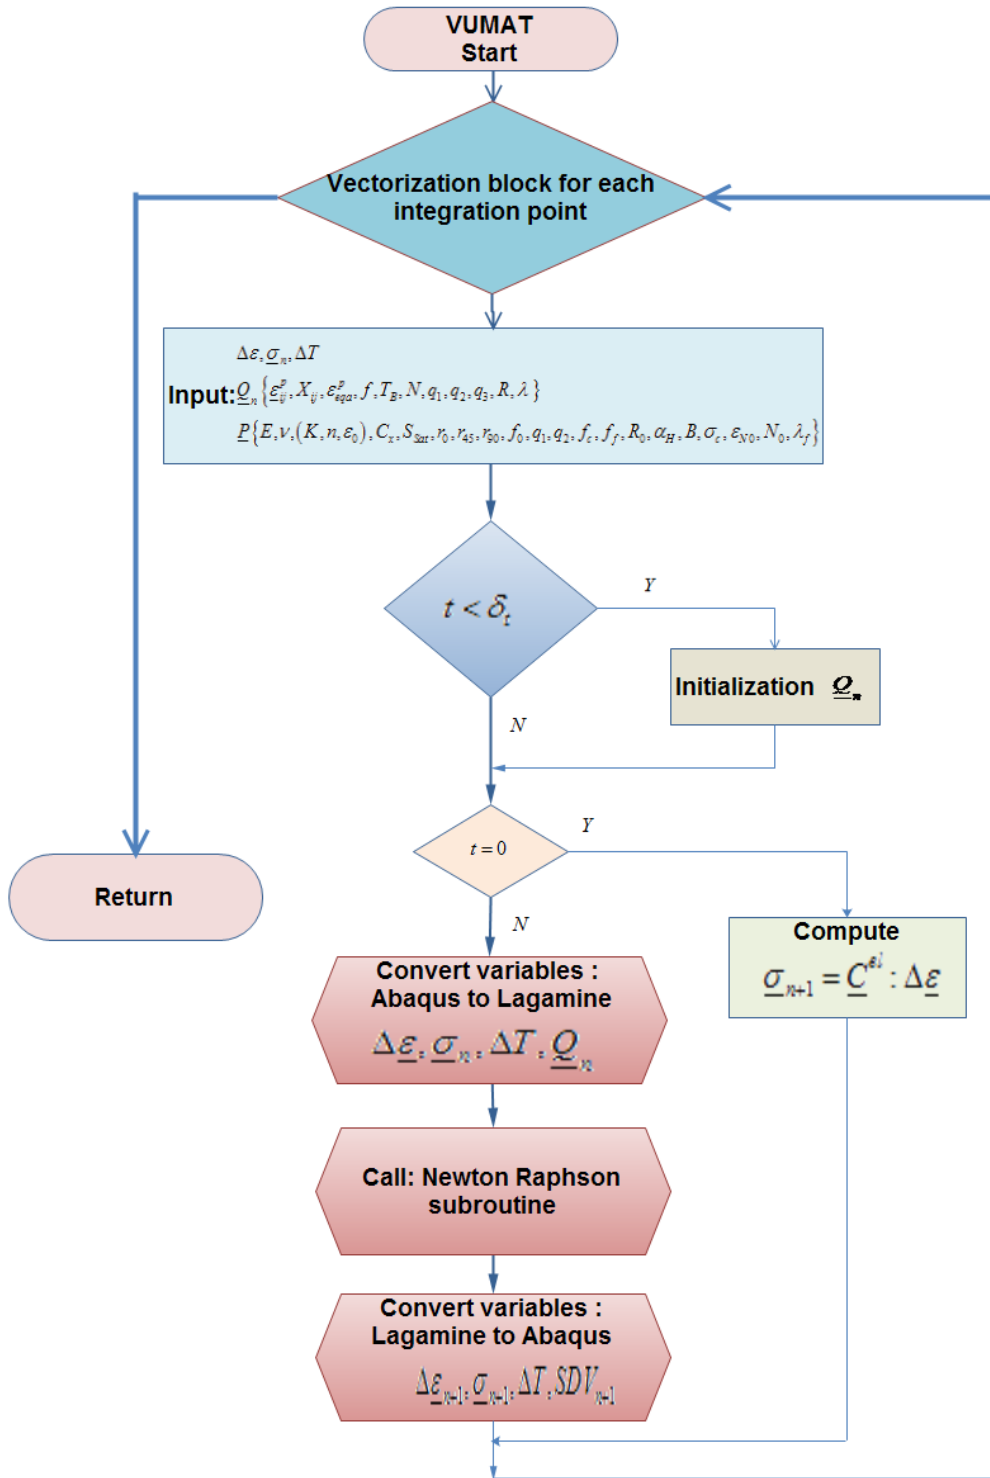 VUMAT
Start
Vectorization block for each
integration point
Δε, σ_n, ΔT
Input: Q_n {ε^p_ij, X_ij, ε^p_eqa, f, T_B, N, q_1, q_2, q_3, R, λ}
P {E, ν, (K, n, ε_0), C_x, S_Sat, r_0, r_45, r_90, f_0, q_1, q_2, f_c, f_f, R_0, α_H, B, σ_c, ε_N0, N_0, λ_f}
t < δ_t
Y
Initialization Q_n
N
t = 0
Y
Return
N
Compute
σ_n+1 = C^el : Δε
Convert variables :
Abaqus to Lagamine
Δε, σ_n, ΔT, Q_n
Call: Newton Raphson
subroutine
Convert variables :
Lagamine to Abaqus
Δε_n+1, σ_n+1, ΔT, SDV_n+1